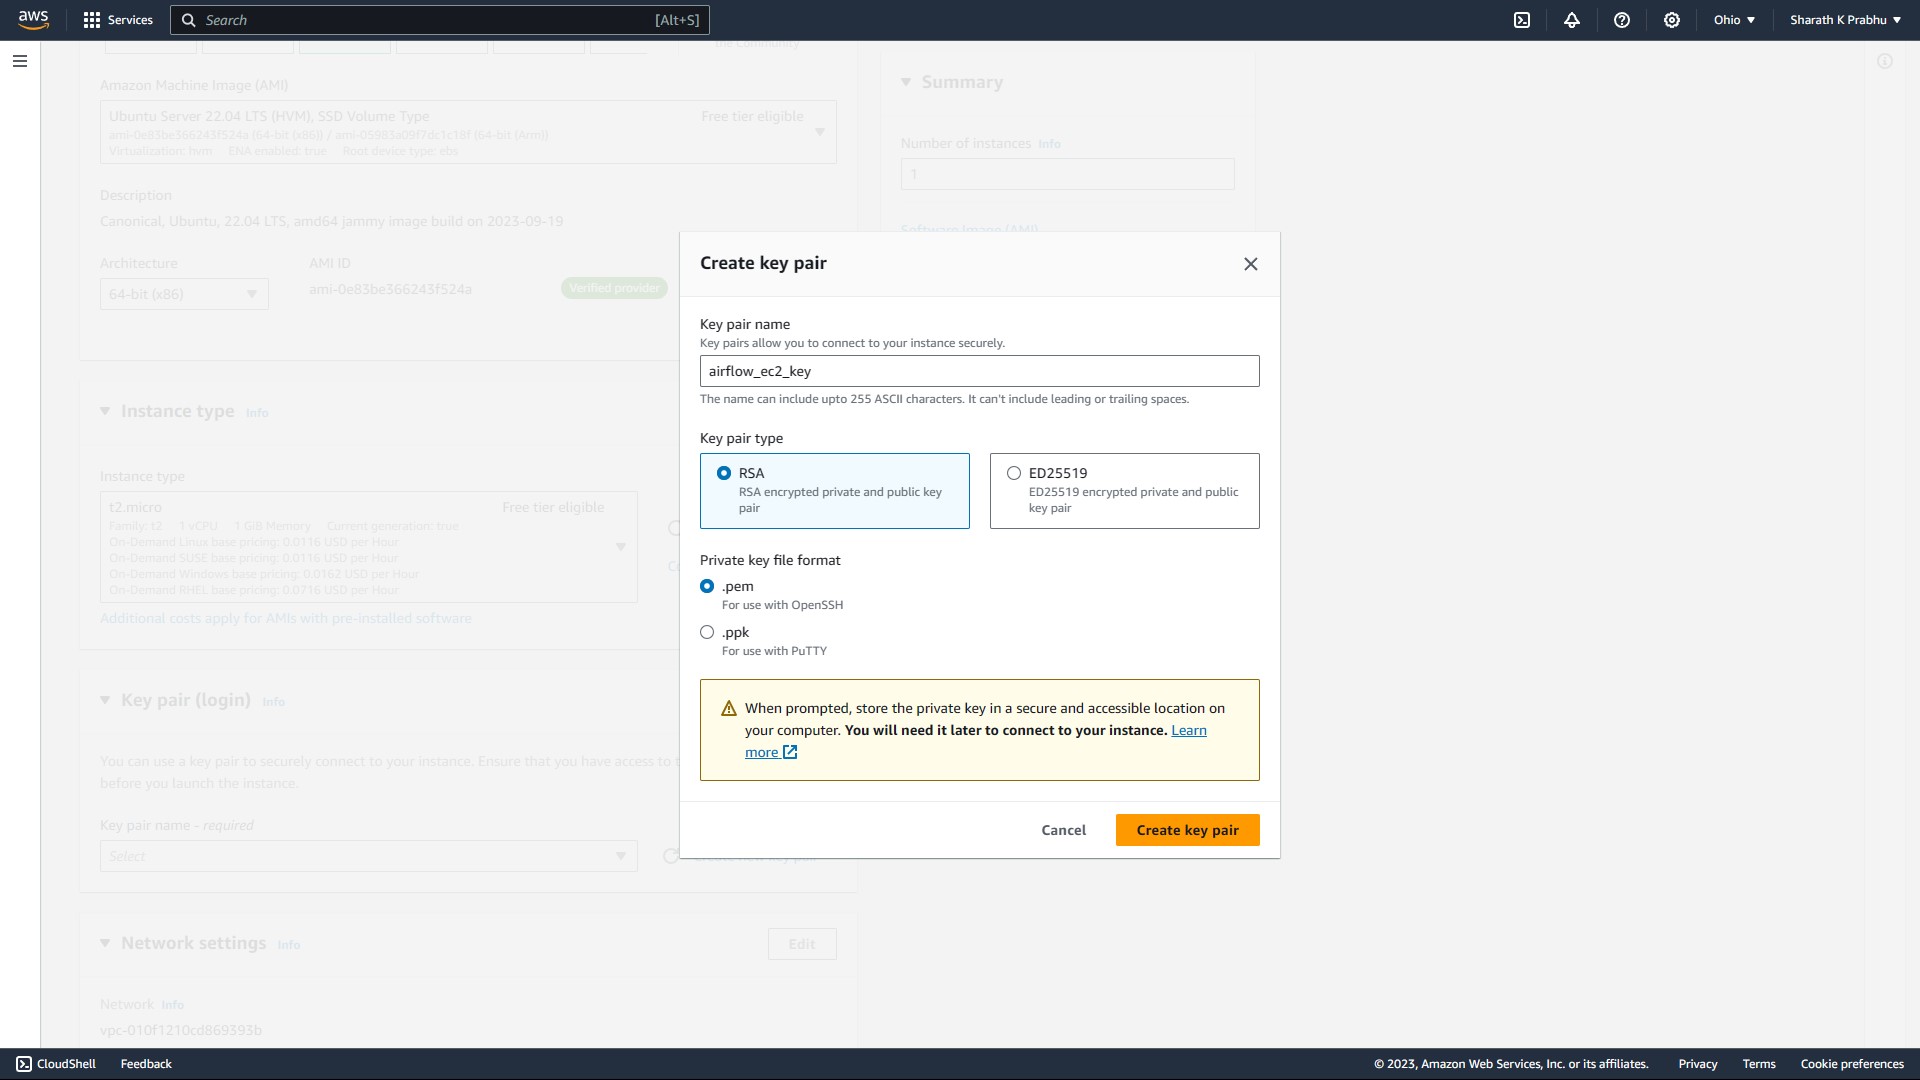 aws
Services
Search
[Alt+S]
Ohio
Sharath K Prabhu
the Community
Amazon Machine Image (AMI)
Ubuntu Server 22.04 LTS (HVM), SSD Volume Type
Free tier eligible
ami-0e83be366243f524a (64-bit (x86)) / ami-05983a09f7dc1c18f (64-bit (Arm))
Virtualization: hvm ENA enabled: true Root device type: ebs
Description
Canonical, Ubuntu, 22.04 LTS, amd64 jammy image build on 2023-09-19
Architecture
AMI ID
64-bit (x86)
ami-0e83be366243f524a
Verified provider
Summary
Number of instances Info
1
Software Image (AMI)
Instance type Info
Instance type
t2.micro
Free tier eligible
Family: t2 1 vCPU 1 GiB Memory Current generation: true
On-Demand Linux base pricing: 0.0116 USD per Hour
On-Demand SUSE base pricing: 0.0116 USD per Hour
On-Demand Windows base pricing: 0.0162 USD per Hour
On-Demand RHEL base pricing: 0.0716 USD per Hour
Additional costs apply for AMIs with pre-installed software
Key pair (login) Info
You can use a key pair to securely connect to your instance. Ensure that you have access to t
before you launch the instance.
Key pair name - required
Select
Network settings Info
Edit
Network Info
vpc-010f1210cd869393b
Create key pair
Key pair name
Key pairs allow you to connect to your instance securely.
airflow_ec2_key
The name can include upto 255 ASCII characters. It can't include leading or trailing spaces.
Key pair type
RSA
RSA encrypted private and public key
pair
ED25519
ED25519 encrypted private and public
key pair
Private key file format
.pem
For use with OpenSSH
.ppk
For use with PuTTY
When prompted, store the private key in a secure and accessible location on
your computer. You will need it later to connect to your instance. Learn
more
Cancel
Create key pair
CloudShell
Feedback
© 2023, Amazon Web Services, Inc. or its affiliates.
Privacy
Terms
Cookie preferences